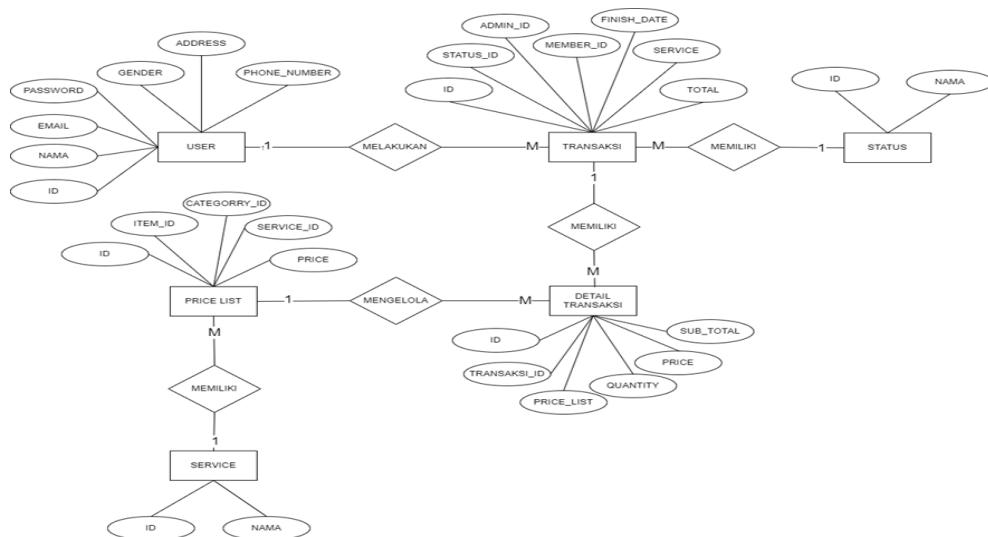 FINISH_DATE
ADMIN_ID
ADDRESS
MEMBER_ID
SERVICE
STATUS_ID
GENDER
PHONE_NUMBER
ID
NAMA
PASSWORD
ID
TOTAL
EMAIL
USER
1
MELAKUKAN
M
TRANSAKSI
M
MEMILIKI
1
STATUS
NAMA
1
ID
CATEGORRY_ID
ITEM_ID
SERVICE_ID
MEMILIKI
ID
PRICE
M
PRICE LIST
1
MENGELOLA
M
DETAIL
TRANSAKSI
M
SUB_TOTAL
ID
PRICE
TRANSAKSI_ID
QUANTITY
MEMILIKI
PRICE_LIST
1
SERVICE
ID
NAMA